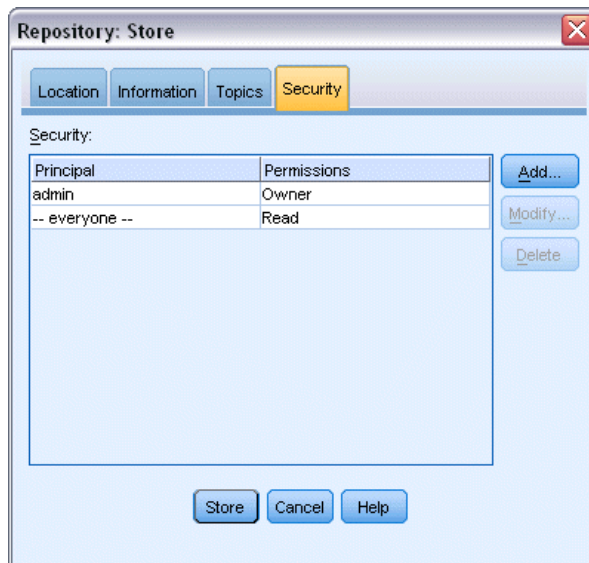 Repository: Store
Location Information Topics Security
Security:
Principal Permissions
admin Owner
-- everyone -- Read
Add...
Modify...
Delete
Store Cancel Help